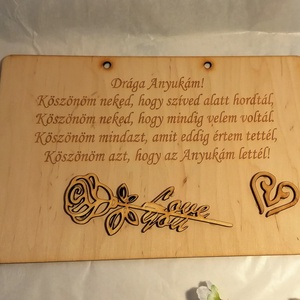 Drága Anyukám!
Köszönöm neked, hogy szíved alatt hordtál,
Köszönöm neked, hogy mindig velem voltál.
Köszönöm mindazt, amit eddig értem tettél,
Köszönöm azt, hogy az Anyukám lettél!
Love
You